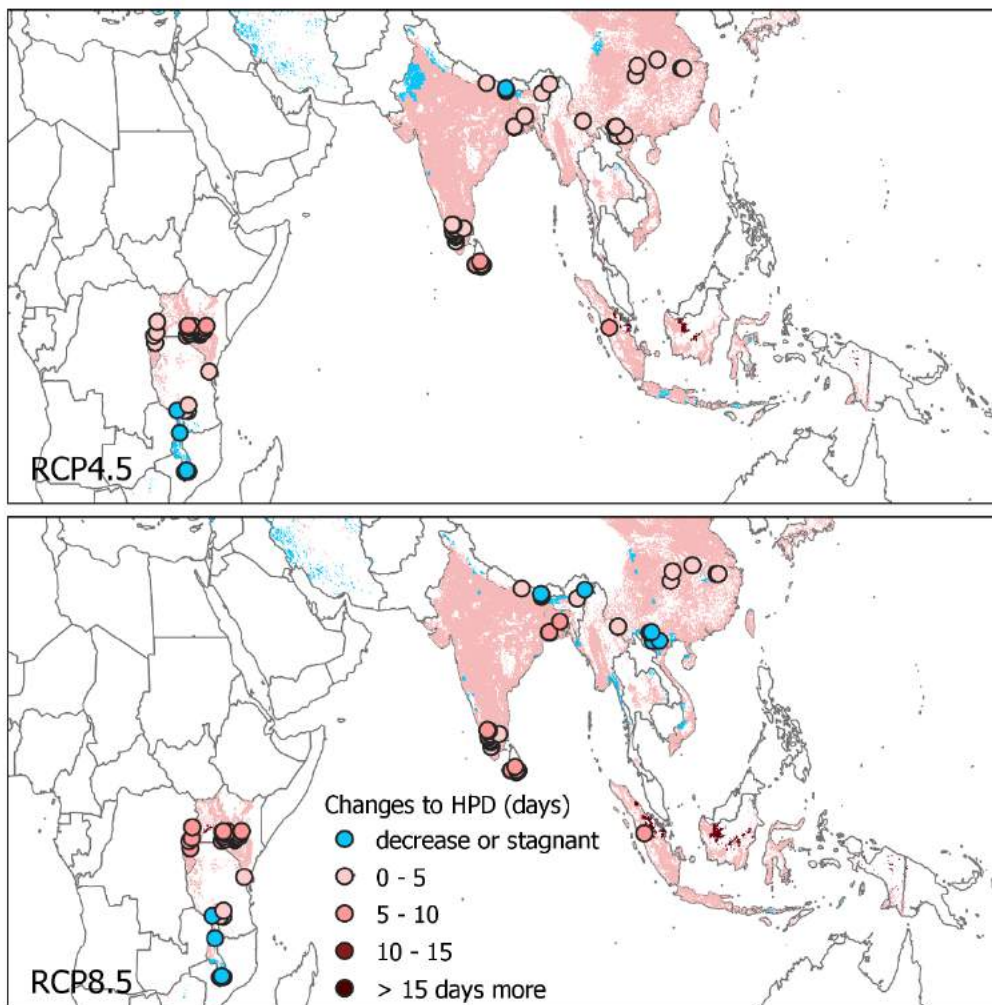 RCP4.5
Changes to HPD (days)
decrease or stagnant
0 - 5
5 - 10
10 - 15
> 15 days more
RCP8.5